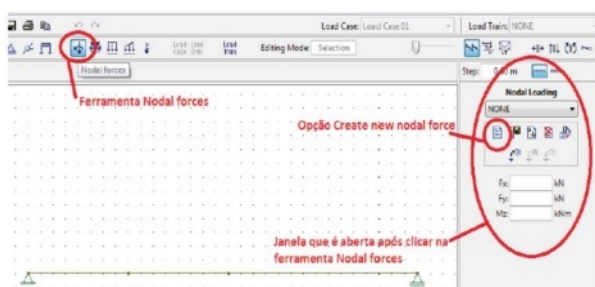 Load Case: Load Case 01
Load Train: NONE
Editing Mode: Selection
Nodal forces
Step: 0,50 m
Ferramenta Nodal forces
Nodal Loading
NONE
Opção Create new nodal force
Fx: kN
Fy: kN
Mz: kNm
Janela que é aberta após clicar na
ferramenta Nodal forces